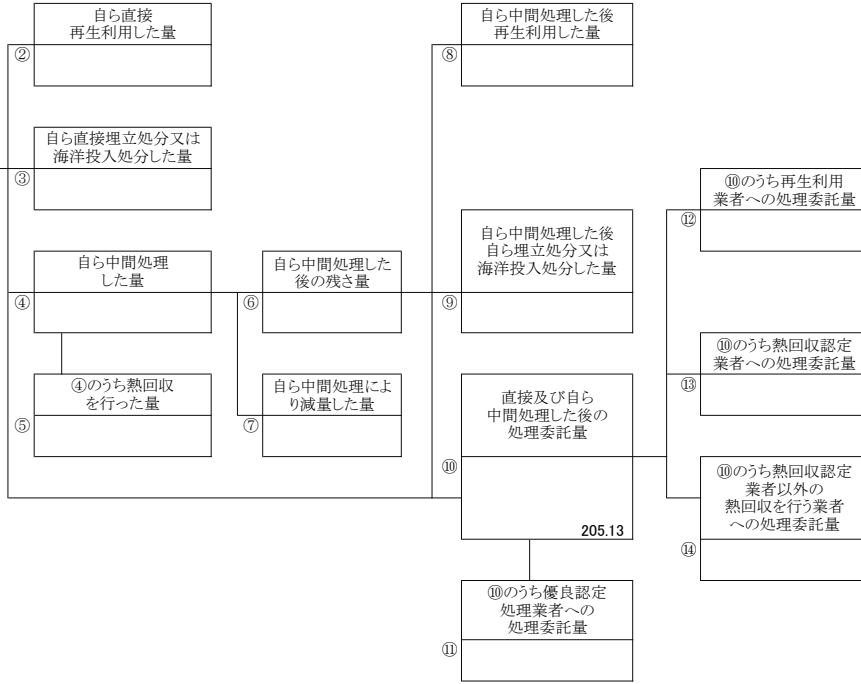 自ら直接
再生利用した量
②
自ら直接埋立処分又は
海洋投入処分した量
③
自ら中間処理
した量
④
④のうち熱回収
を行った量
⑤
自ら中間処理した
後の残さ量
⑥
自ら中間処理によ
り減量した量
⑦
自ら中間処理した後
再生利用した量
⑧
自ら中間処理した後
自ら埋立処分又は
海洋投入処分した量
⑨
直接及び自ら
中間処理した後の
処理委託量
⑩
205.13
⑩のうち優良認定
処理業者への
処理委託量
⑪
⑩のうち再生利用
業者への処理委託量
⑫
⑩のうち熱回収認定
業者への処理委託量
⑬
⑩のうち熱回収認定
業者以外の
熱回収を行う業者
への処理委託量
⑭